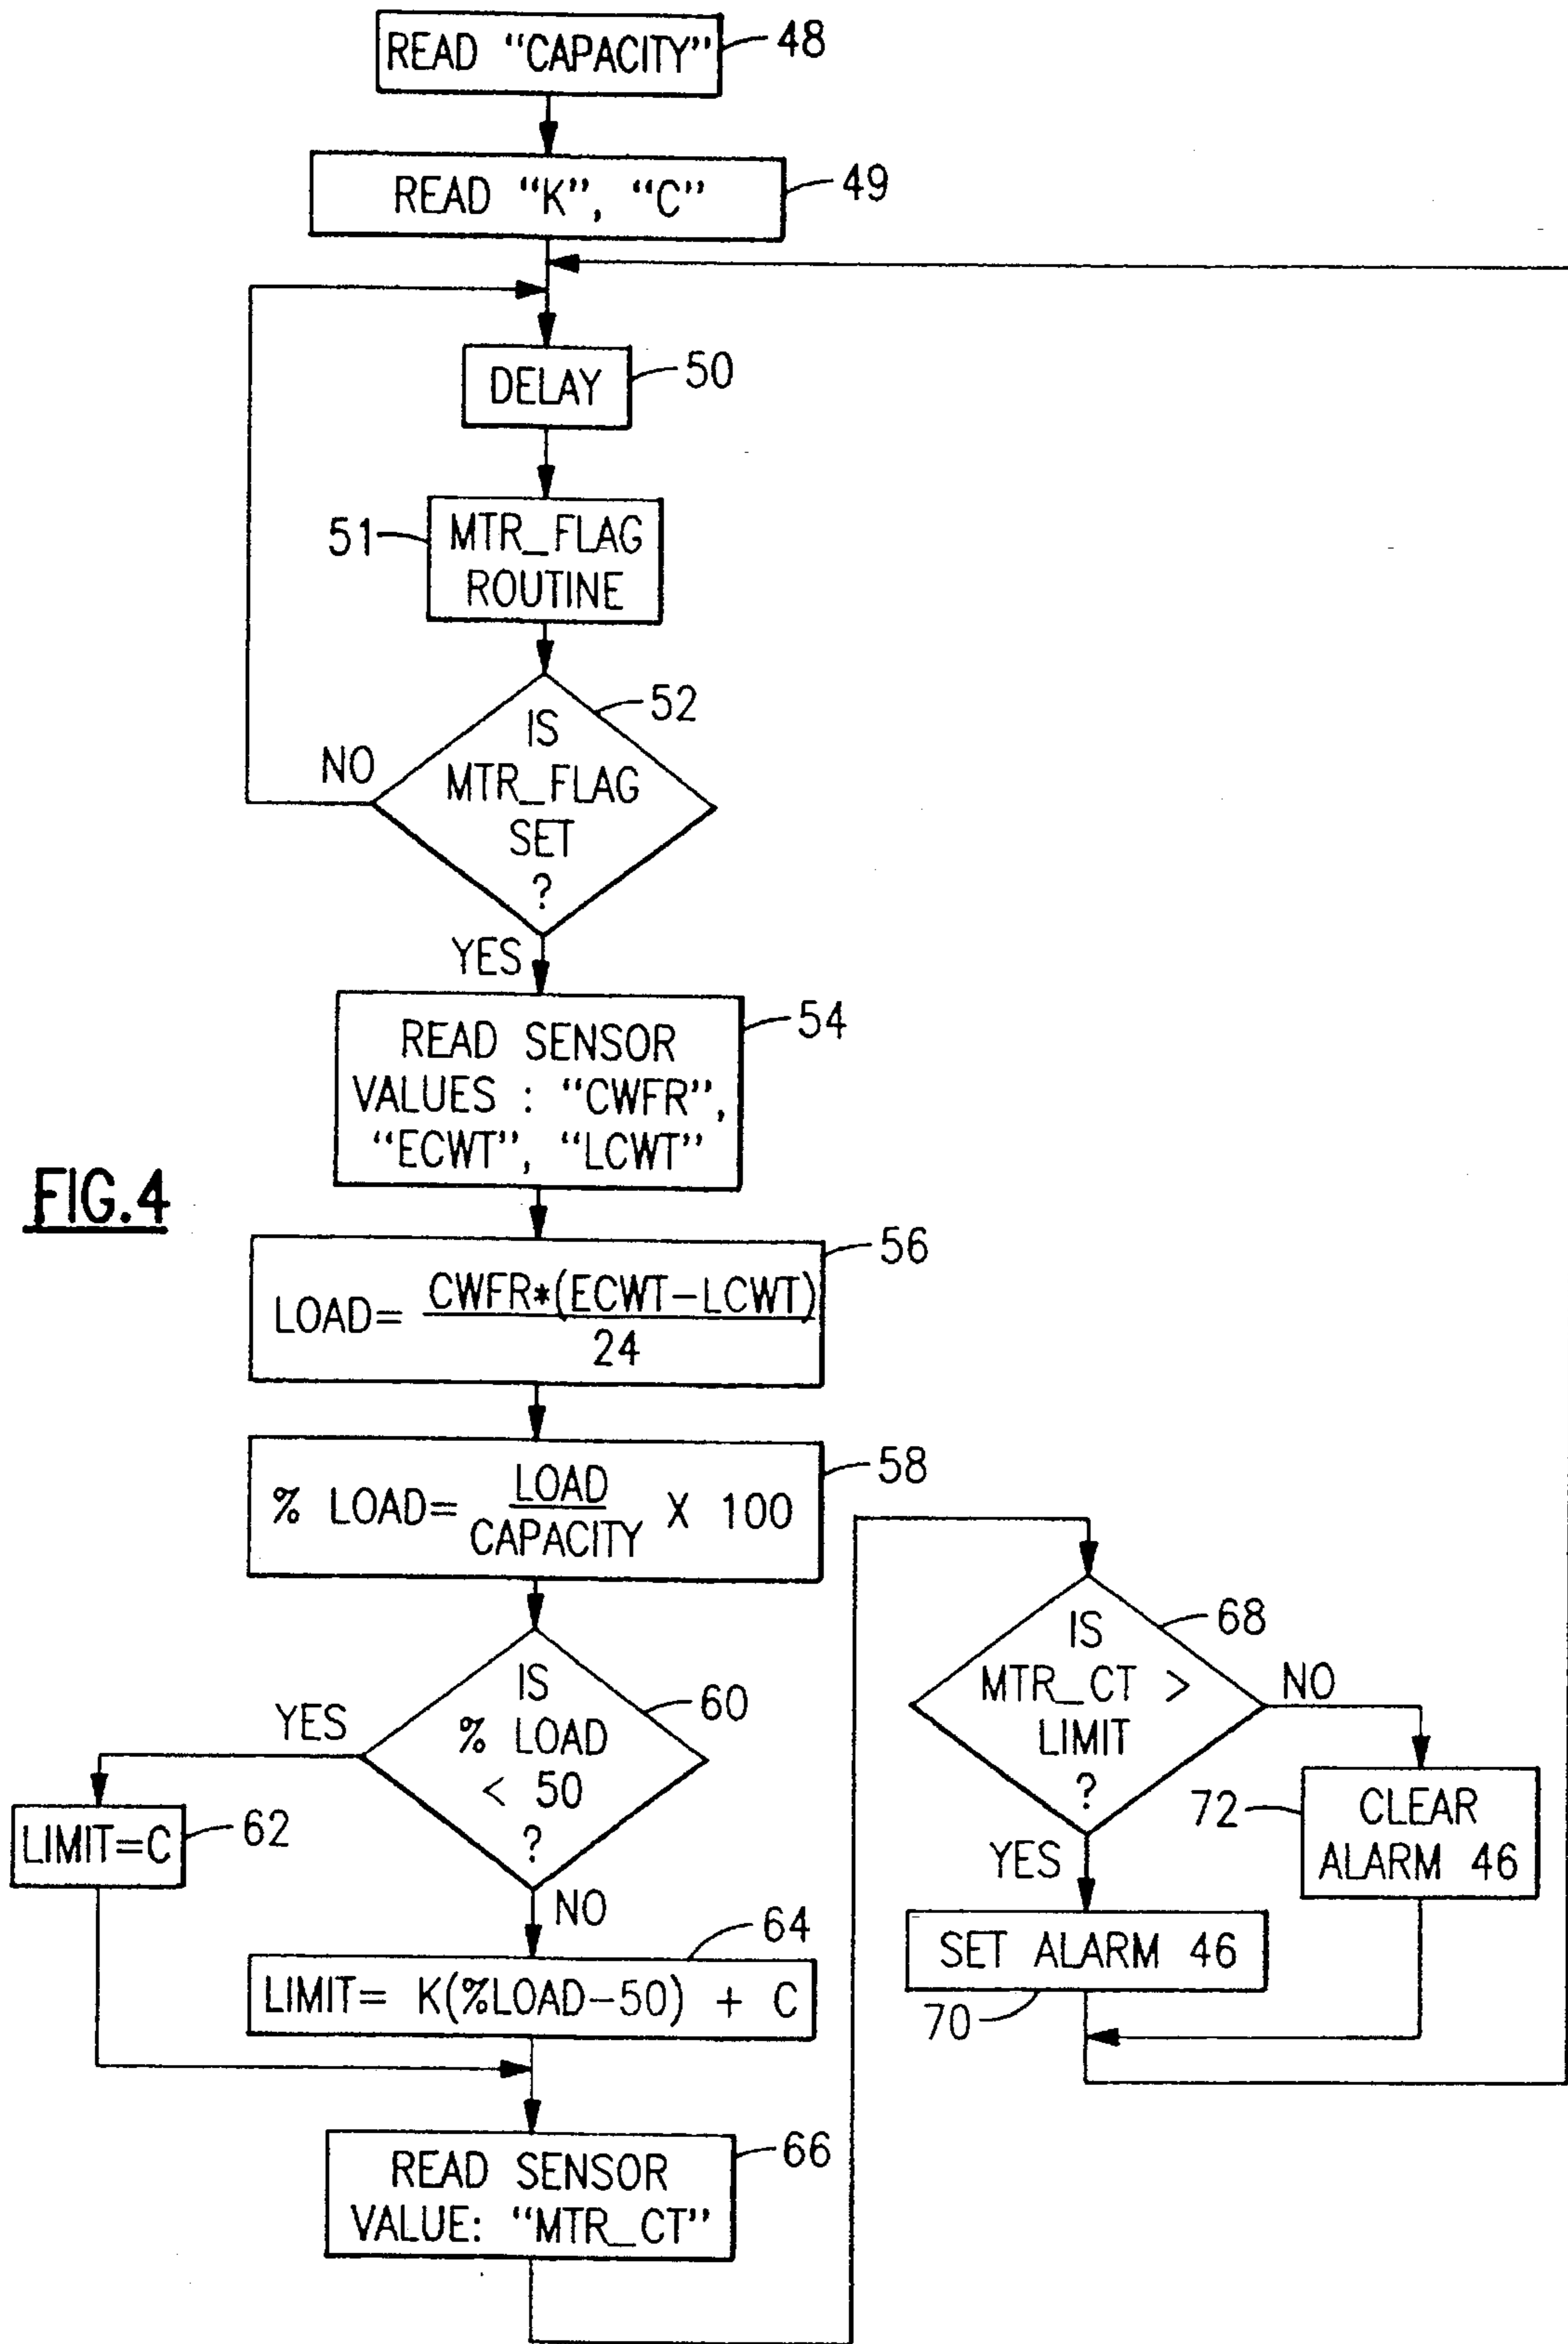 READ “CAPACITY”
48
READ “K”, “C”
49
DELAY
50
51
MTR_FLAG
ROUTINE
52
IS
MTR_FLAG
SET
?
NO
YES
54
READ SENSOR
VALUES : “CWFR”,
“ECWT”, “LCWT”
FIG.4
56
LOAD= CWFR*(ECWT-LCWT)
24
58
% LOAD= LOAD X 100
CAPACITY
60
IS
% LOAD
< 50
?
YES
LIMIT=C
62
NO
64
LIMIT= K(%LOAD-50) + C
66
READ SENSOR
VALUE: “MTR_CT”
68
IS
MTR_CT >
LIMIT
?
NO
72
CLEAR
ALARM 46
YES
SET ALARM 46
70